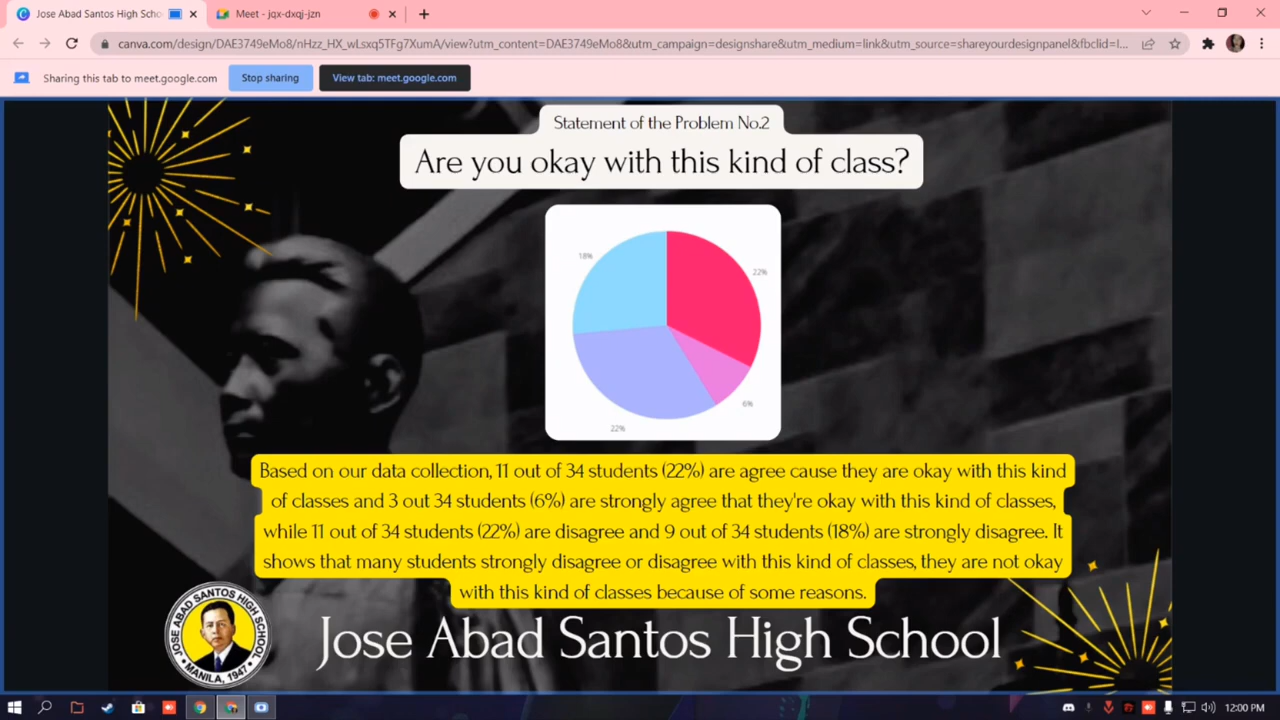 Jose Abad Santos High Scho
Meet - jqx-dxqj-jzn
canva.com/design/DAE3749eMo8/nHzz_HX_wLsxq5TFg7XumA/view?utm_content=DAE3749eMo8&utm_campaign=designshare&utm_medium=link&utm_source=shareyourdesignpanel&fbclid=I...
Sharing this tab to meet.google.com
Stop sharing
View tab: meet.google.com
Statement of the Problem No.2
Are you okay with this kind of class?
18%
22%
6%
22%
Based on our data collection, 11 out of 34 students (22%) are agree cause they are okay with this kind
of classes and 3 out 34 students (6%) are strongly agree that they're okay with this kind of classes,
while 11 out of 34 students (22%) are disagree and 9 out of 34 students (18%) are strongly disagree. It
shows that many students strongly disagree or disagree with this kind of classes, they are not okay
with this kind of classes because of some reasons.
JOSE ABAD SANTOS HIGH SCHOOL
• MANILA, 1947 •
Jose Abad Santos High School
12:00 PM